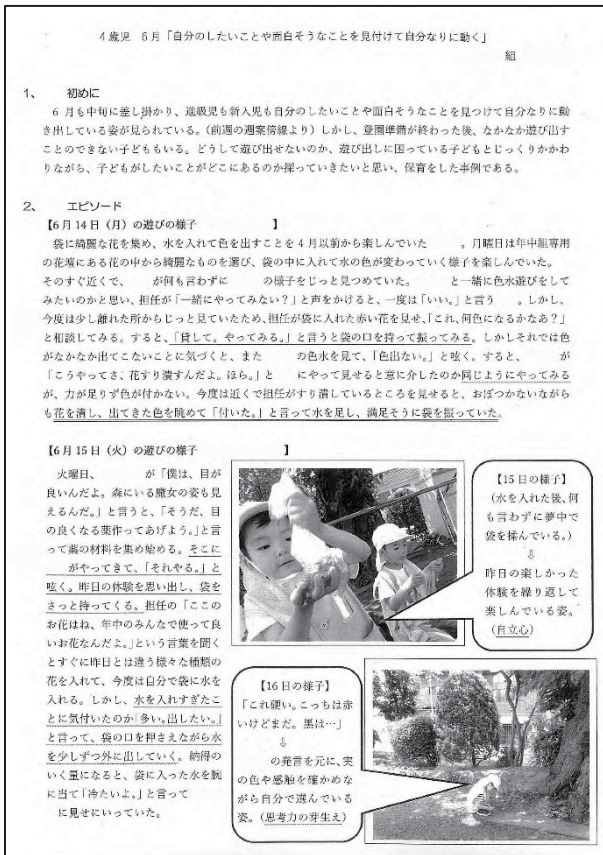 4歳児 6月「自分のしたいことや面白そうなことを見付けて自分なりに動く」
組
1、 初めに
6月も中旬に差し掛かり、進級児も新入児も自分のしたいことや面白そうなことを見つけて自分なりに動
き出している姿が見られている。(前週の週案傍線より)しかし、登園準備が終わった後、なかなか遊び出す
ことのできない子どももいる。どうして遊び出せないのか、遊び出しに困っている子どもとじっくりかかわ
りながら、子どもがしたいことがどこにあるのか探っていきたいと思い、保育をした事例である。
2、 エピソード
【6月14日(月)の遊びの様子 】
袋に綺麗な花を集め、水を入れて色を出すことを4月以前から楽しんでいた 。月曜日は年中組専用
の花壇にある花の中から綺麗なものを選び、袋の中に入れて水の色が変わっていく様子を楽しんでいた。
そのすぐ近くで、 が何も言わずに の様子をじっと見つめていた。 と一緒に色水遊びをして
みたいのかと思い、担任が「一緒にやってみない?」と声をかけると、一度は「いい。」と言う 。しかし、
今度は少し離れた所からじっと見ていたため、担任が袋に入れた赤い花を見せ、「これ、何色になるかなあ?」
と相談してみる。すると、「貸して。やってみる。」と言うと袋の口を持って振ってみる。しかしそれでは色
がなかなか出てこないことに気づくと、また の色水を見て、「色出ない。」と呟く。すると、 が
「こうやってさ、花すり潰すんだよ。ほら。」と にやって見せると意に介したのか同じようにやってみる
が、力が足りず色が付かない。今度は近くで担任がすり潰しているところを見せると、おぼつかないながら
も花を潰し、出てきた色を眺めて「付いた。」と言って水を足し、満足そうに袋を振っていた。
【6月15日(火)の遊びの様子 】
火曜日、 が「僕は、目が
良いんだよ。森にいる魔女の姿も見
えるんだ。」と言うと、「そうだ、目
の良くなる薬作ってあげよう。」と言
って薬の材料を集め始める。そこに
がやってきて、「それやる。」と
呟く。昨日の体験を思い出し、袋を
さっと持ってくる。担任の「ここの
お花はね、年中のみんなで使って良
いお花なんだよ。」という言葉を聞く
とすぐに昨日とは違う様々な種類の
花を入れて、今度は自分で袋に水を
入れる。しかし、水を入れすぎたこ
とに気付いたのか「多い。出したい。」
と言って、袋の口を押さえながら水
を少しずつ外に出していく。納得の
いく量になると、袋に入った水を腕
に当て「冷たいよ。」と言って
に見せにいっていた。
【15日の様子】
(水を入れた後、何
も言わずに夢中で
袋を揉んでいる。)
⇩
昨日の楽しかった
体験を繰り返して
楽しんでいる姿。
(自立心)
【16日の様子】
「これ硬い。こっちは赤
いけどまだ。黒は…」
⇩
の発言を元に、実
の色や感触を確かめな
がら自分で選んでいる
姿。(思考力の芽生え)